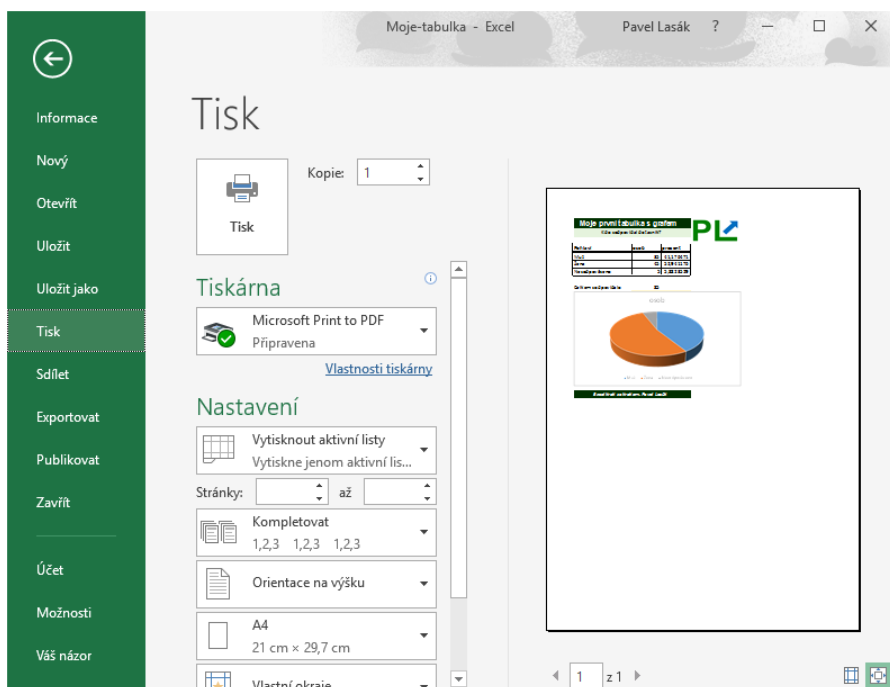 Moje-tabulka - Excel
Pavel Lasák
?
Informace
Nový
Otevřít
Uložit
Uložit jako
Tisk
Sdílet
Exportovat
Publikovat
Zavřít
Účet
Možnosti
Váš názor
Tisk
Tisk
Kopie: 1
Tiskárna
Microsoft Print to PDF
Připravena
Vlastnosti tiskárny
Nastavení
Vytisknout aktivní listy
Vytiskne jenom aktivní lis...
Stránky: až
Kompletovat
1,2,3 1,2,3 1,2,3
Orientace na výšku
A4
21 cm × 29,7 cm
Vlastní okraje
Moje první tabulka s grafem
PL
Pohlaví
Muž
Žena
1 z 1